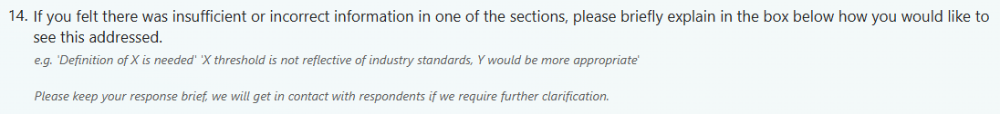 14. If you felt there was insufficient or incorrect information in one of the sections, please briefly explain in the box below how you would like to
see this addressed.
e.g. 'Definition of X is needed' 'X threshold is not reflective of industry standards, Y would be more appropriate'
Please keep your response brief, we will get in contact with respondents if we require further clarification.